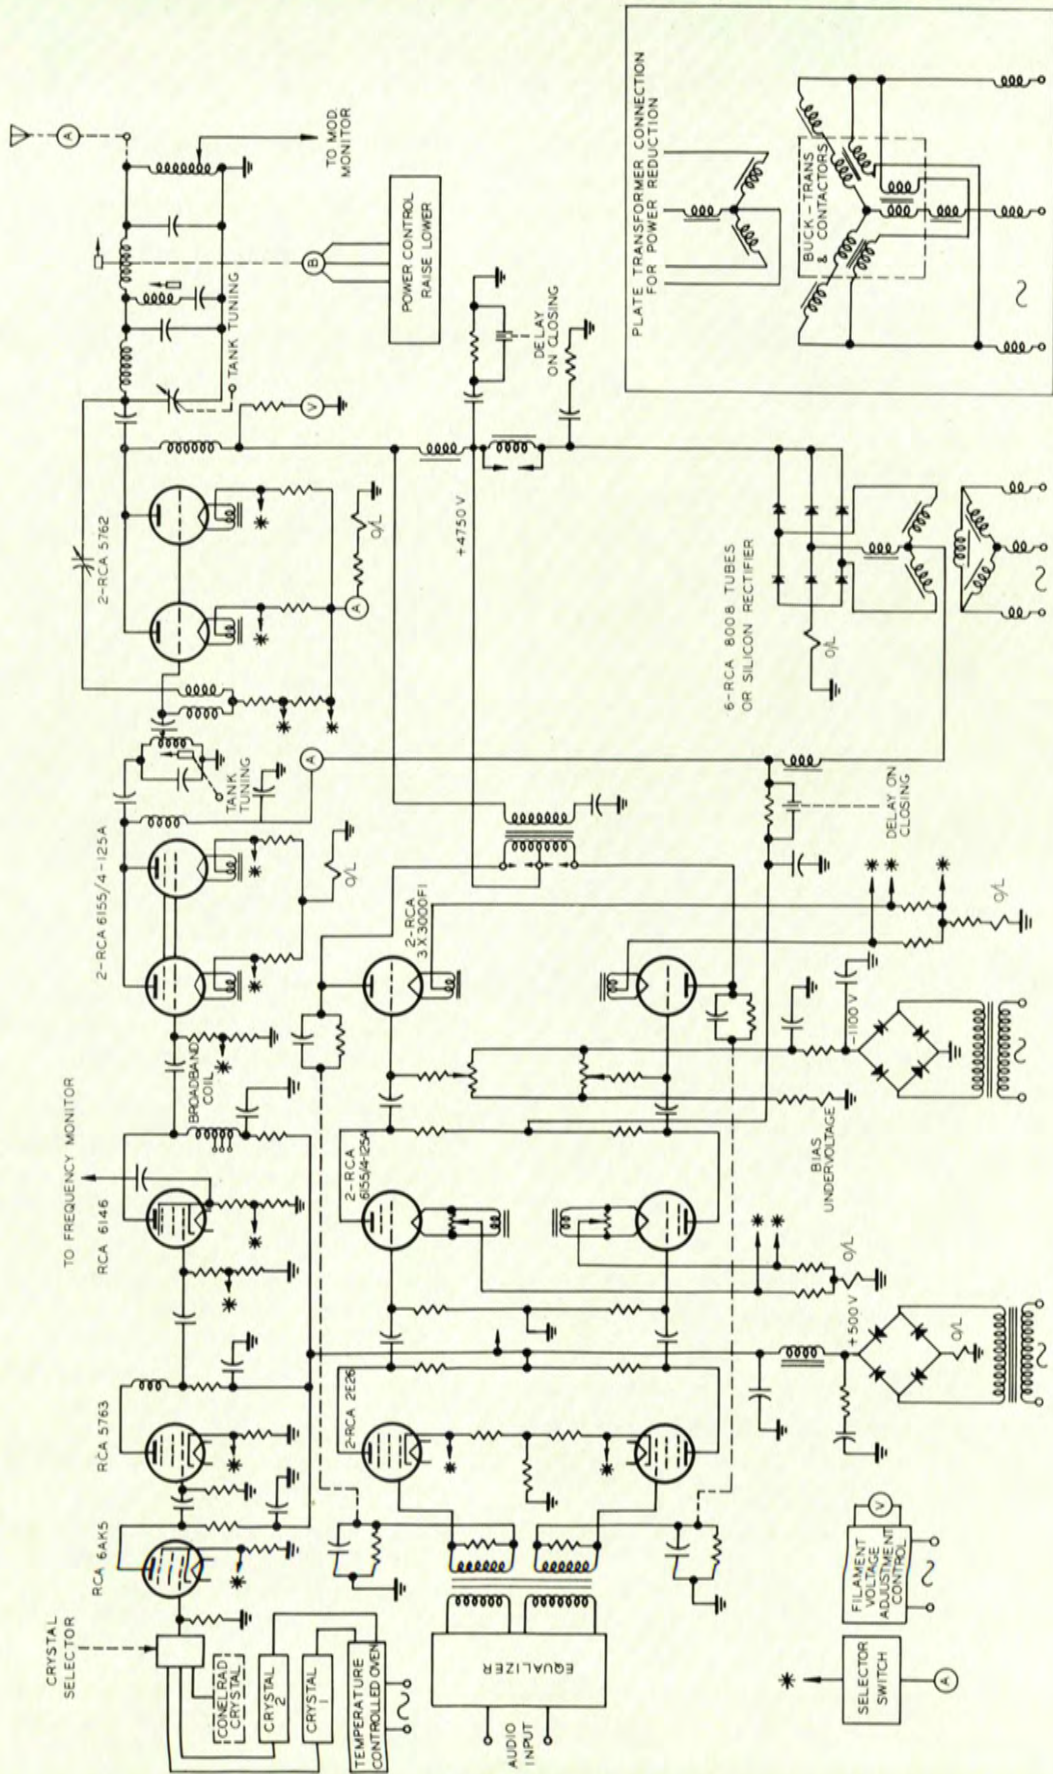 TO MOD.
MONITOR
POWER CONTROL
RAISE LOWER
B
A
TANK TUNING
V
2-RCA 5762
A
O/L
+4750 V
DELAY
ON CLOSING
PLATE TRANSFORMER CONNECTION
FOR POWER REDUCTION
BUCK-TRANS
& CONTACTORS
6-RCA 8008 TUBES
OR SILICON RECTIFIER
O/L
TANK
TUNING
A
2-RCA 6155/4-125A
O/L
DELAY ON
CLOSING
2-RCA
3X3000F1
O/L
-1100 V
BROADBAND
COIL
TO FREQUENCY MONITOR
RCA 6146
2-RCA
6155/4-125A
BIAS
UNDERVOLTAGE
O/L
+500 V
O/L
RCA 5763
2-RCA 2E26
RCA 6AK5
CRYSTAL
SELECTOR
CONELRAD
CRYSTAL
CRYSTAL
2
CRYSTAL
1
TEMPERATURE
CONTROLLED OVEN
EQUALIZER
AUDIO
INPUT
FILAMENT
VOLTAGE
ADJUSTMENT
CONTROL
V
SELECTOR
SWITCH
A